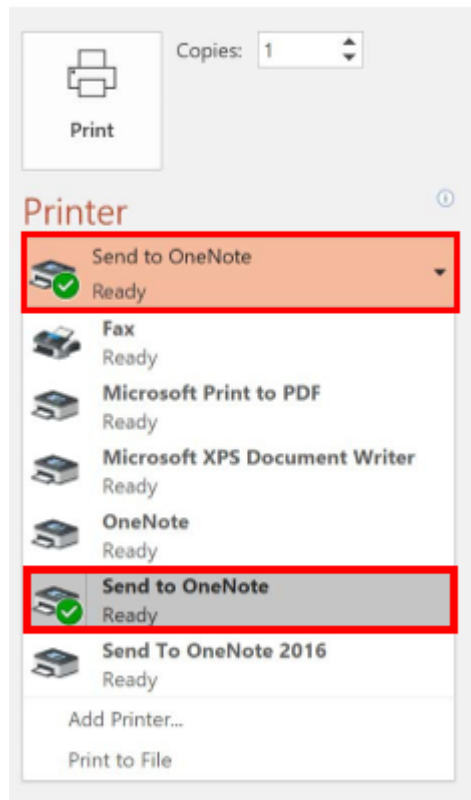 Copies: 1
Print
Printer
Send to OneNote
Ready
Fax
Ready
Microsoft Print to PDF
Ready
Microsoft XPS Document Writer
Ready
OneNote
Ready
Send to OneNote
Ready
Send To OneNote 2016
Ready
Add Printer...
Print to File